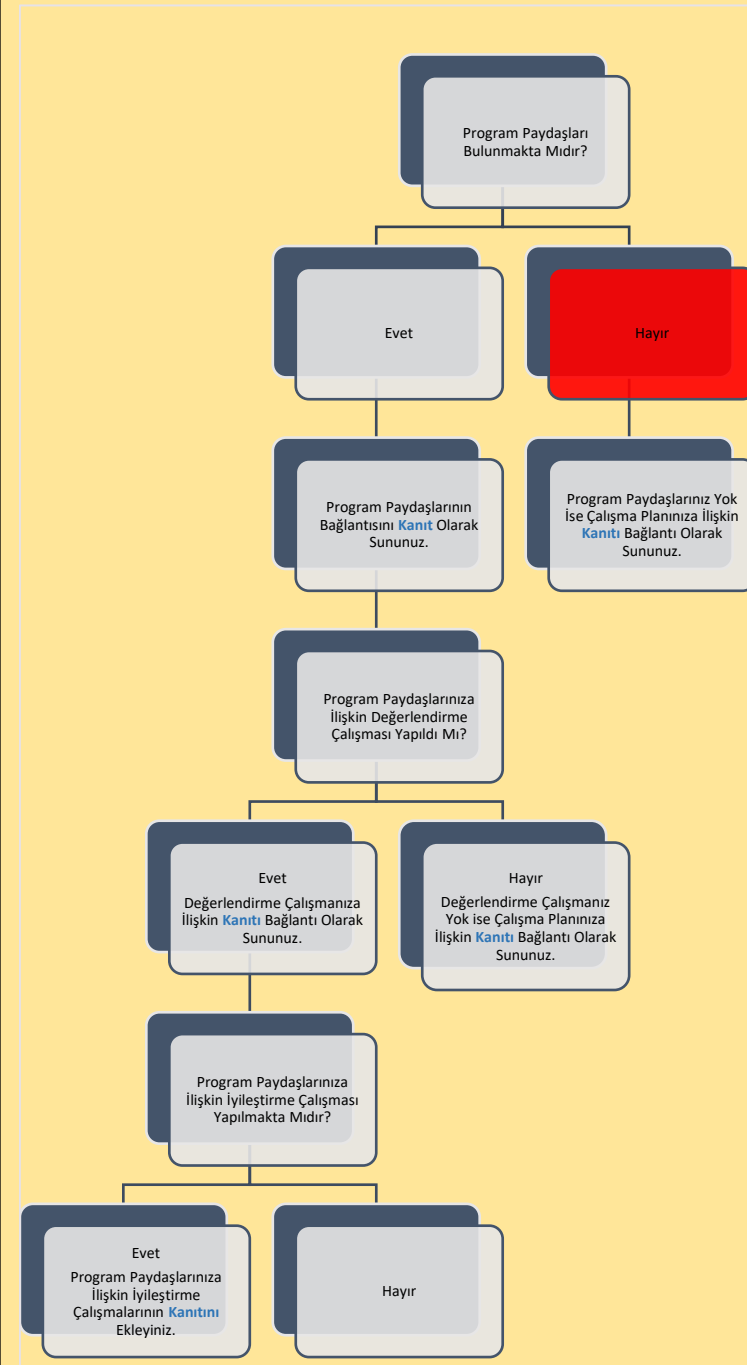 Program Paydaşları
Bulunmakta Mıdır?
Evet
Hayır
Program Paydaşlarının
Bağlantısını Kanıt Olarak
Sununuz.
Program Paydaşlarınız Yok
İse Çalışma Planınıza İlişkin
Kanıtı Bağlantı Olarak
Sununuz.
Program Paydaşlarınıza
İlişkin Değerlendirme
Çalışması Yapıldı Mı?
Evet
Değerlendirme Çalışmanıza
İlişkin Kanıtı Bağlantı Olarak
Sununuz.
Hayır
Değerlendirme Çalışmanız
Yok ise Çalışma Planınıza
İlişkin Kanıtı Bağlantı Olarak
Sununuz.
Program Paydaşlarınıza
İlişkin İyileştirme Çalışması
Yapılmakta Mıdır?
Evet
Program Paydaşlarınıza
İlişkin İyileştirme
Çalışmalarının Kanıtını
Ekleyiniz.
Hayır